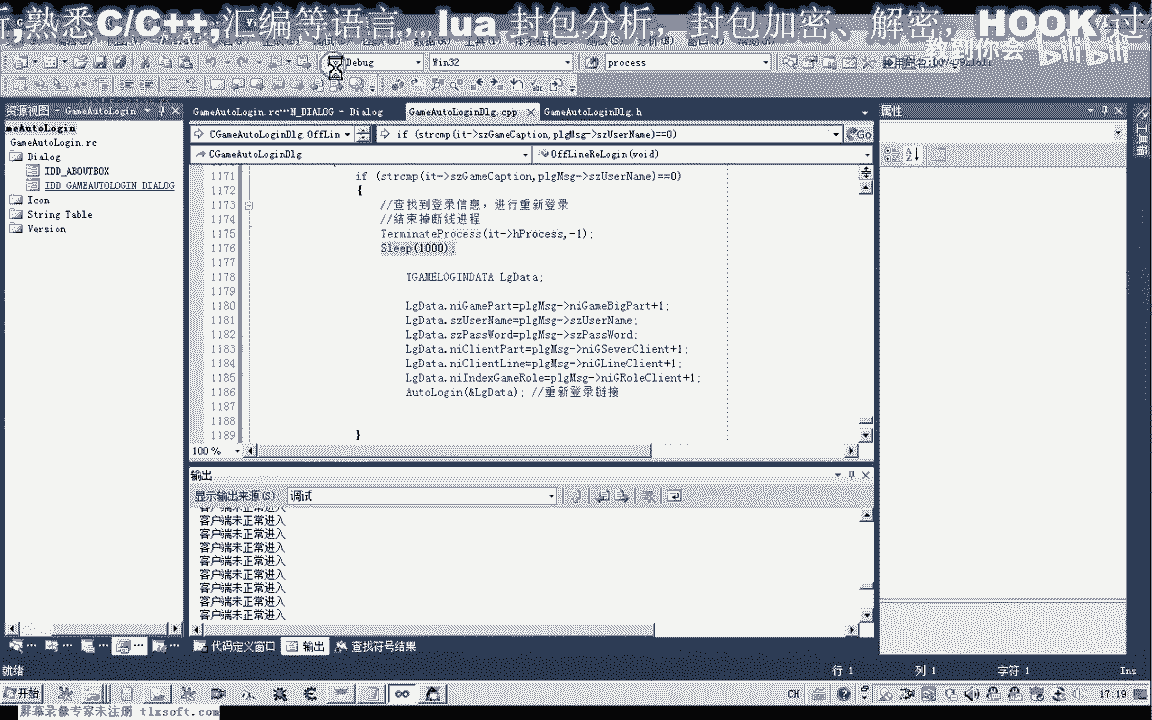 ,熟悉C/C++,汇编等语言, lua 封包分析, 封包加密、解密, HOOK 过
教到你会 bilibili
Debug Win32 process
资源视图 - GameAutoLogin
GameAutoLogin.rc...N_DIALOG - Dialog GameAutoLoginDlg.cpp GameAutoLoginDlg.h
属性
meAutoLogin
GameAutoLogin.rc
Dialog
IDD_ABOUTBOX
IDD_GAMEAUTOLOGIN_DIALOG
Icon
String Table
Version
CGameAutoLoginDlg.OffLin if (strcmp(it->szGameCaption,plgMsg->szUserName)==0) Go
CGameAutoLoginDlg OffLineReLogin(void)
1171 if (strcmp(it->szGameCaption,plgMsg->szUserName)==0)
1172 {
1173 //查找到登录信息，进行重新登录
1174 //结束掉断线进程
1175 TerminateProcess(it->hProcess,-1);
1176 Sleep(1000);
1177
1178 TGAMELOGINDATA LgData;
1179
1180 LgData.niGamePart=plgMsg->niGameBigPart+1;
1181 LgData.szUserName=plgMsg->szUserName;
1182 LgData.szPassWord=plgMsg->szPassWord;
1183 LgData.niClientPart=plgMsg->niGSeverClient+1;
1184 LgData.niClientLine=plgMsg->niGLineClient+1;
1185 LgData.niIndexGameRole=plgMsg->niGRoleClient+1;
1186 AutoLogin(&LgData); //重新登录链接
1187
1188
1189 }
100 %
输出
显示输出来源(S): 调试
客户端未正常进入
客户端未正常进入
客户端未正常进入
客户端未正常进入
客户端未正常进入
客户端未正常进入
客户端未正常进入
客户端未正常进入
客户端未正常进入
代码定义窗口 输出 查找符号结果
工具箱
就绪 行 1 列 1 字符 1 Ins
开始 CH 17:19
屏幕录像专家未注册 tlxsoft.com